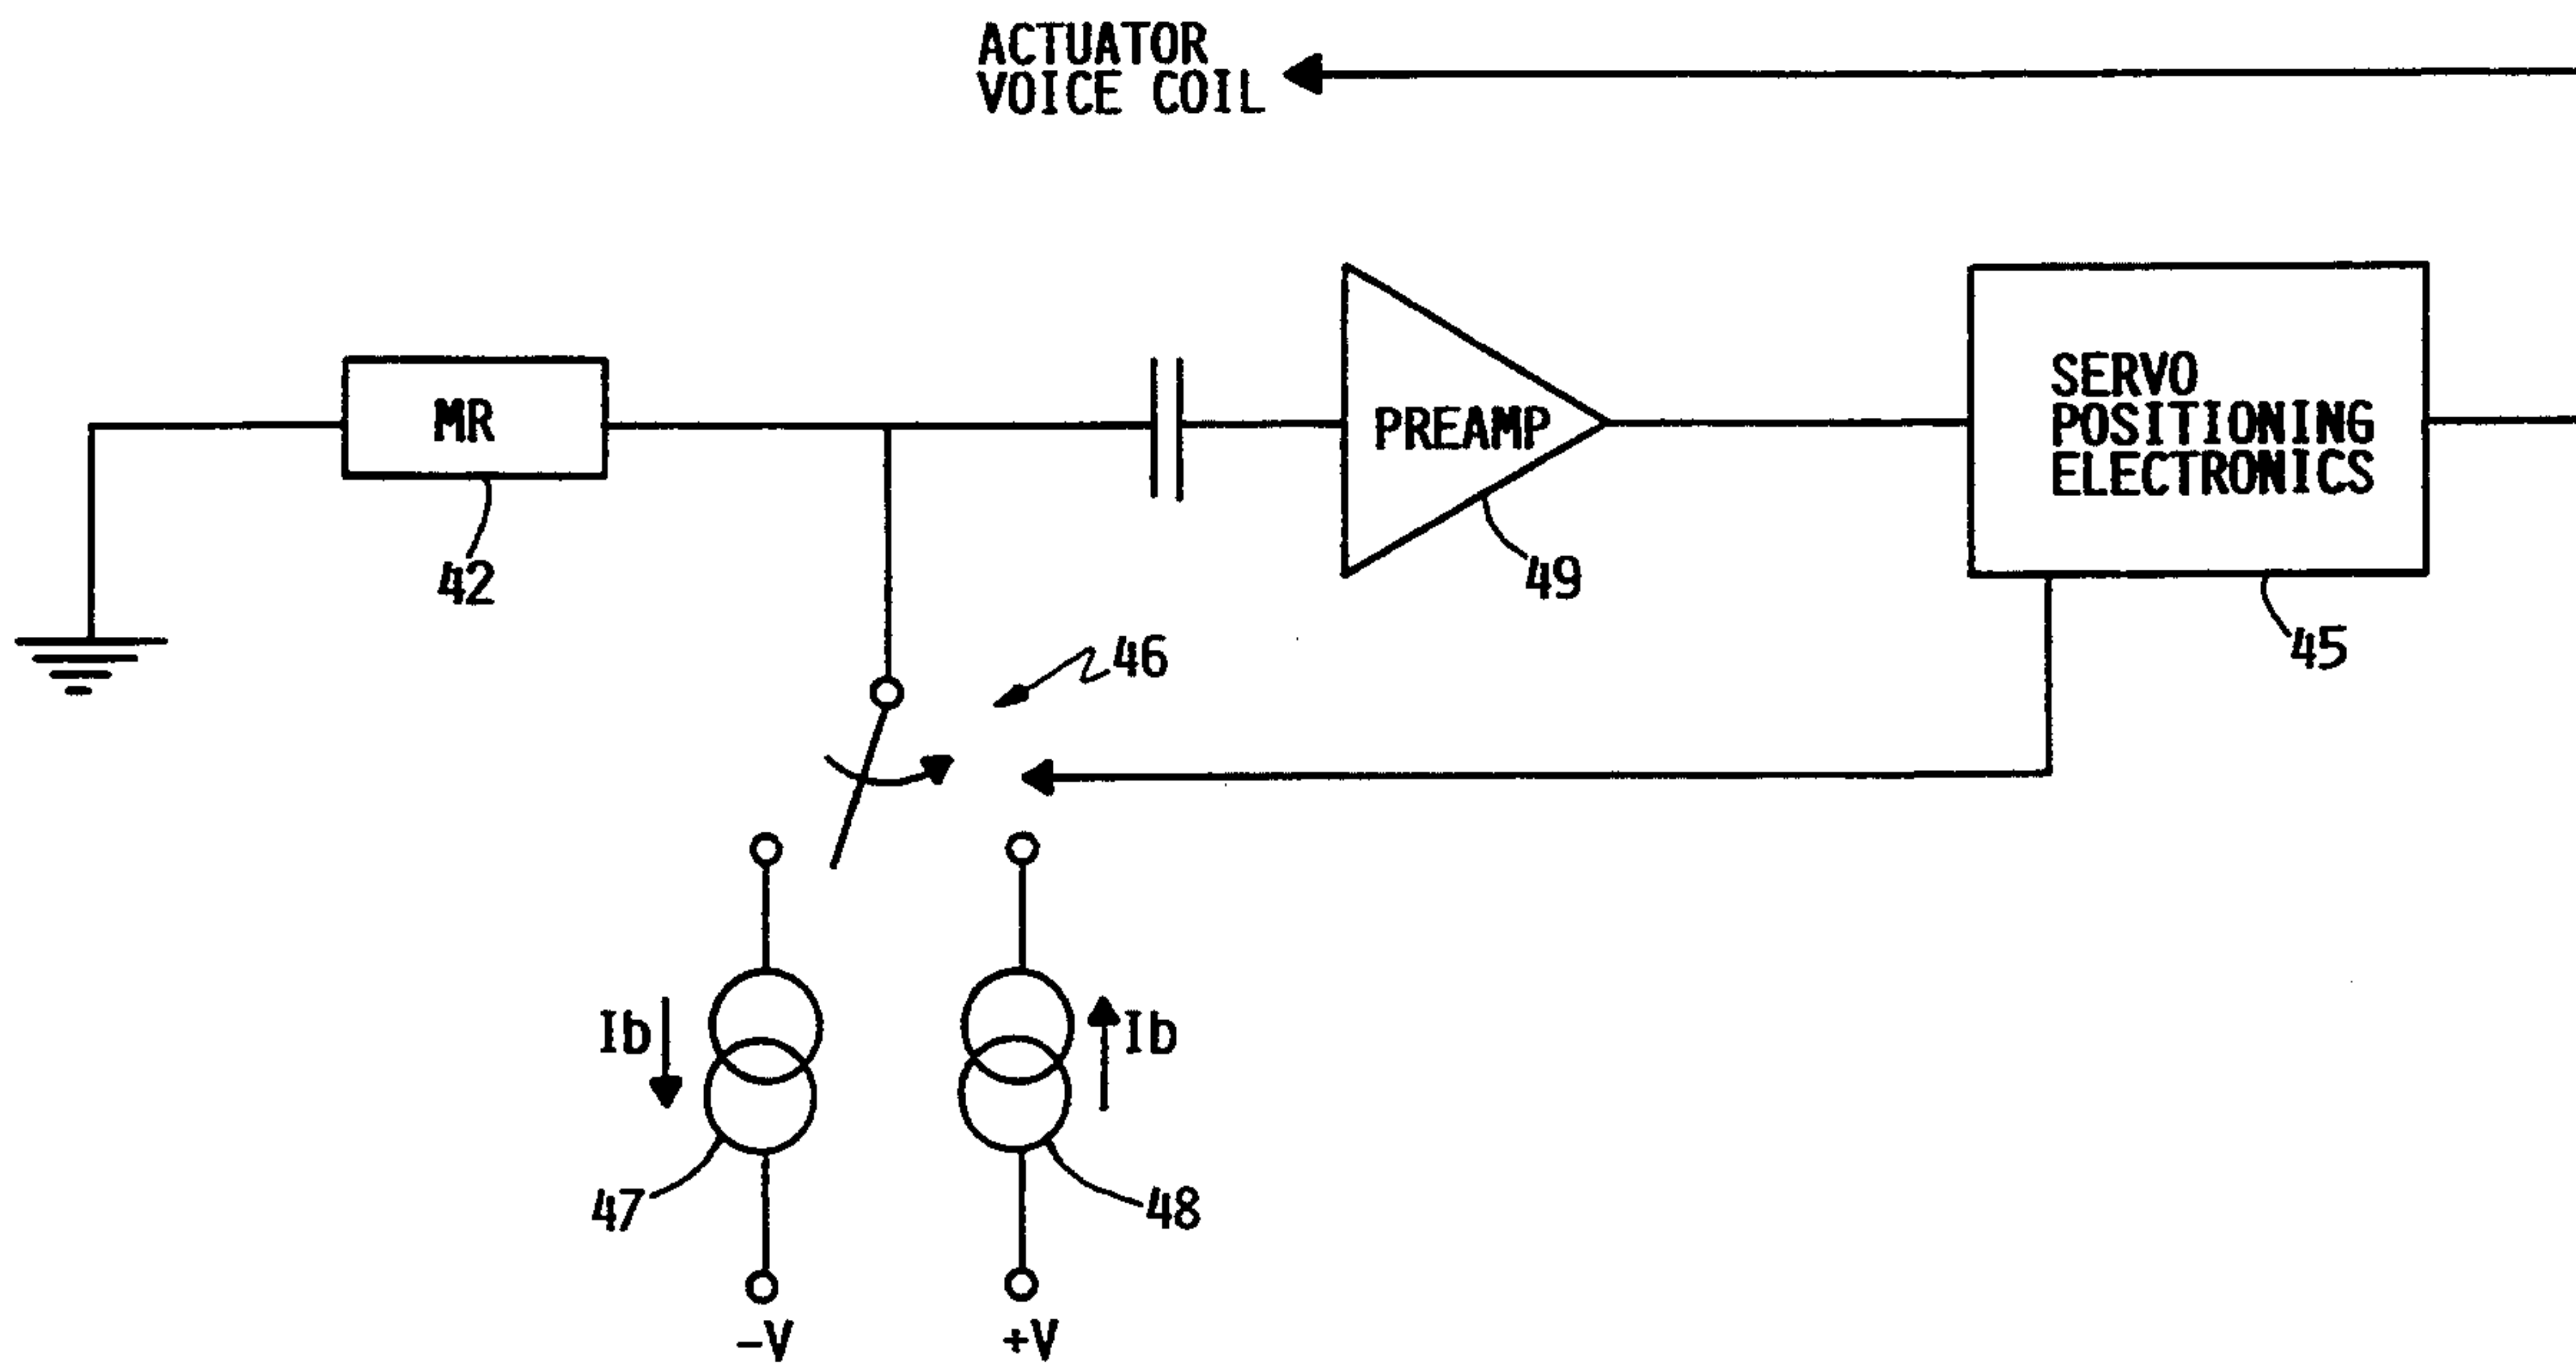 ACTUATOR
VOICE COIL
MR
42
PREAMP
49
SERVO
POSITIONING
ELECTRONICS
45
46
Ib
Ib
47
48
-V
+V